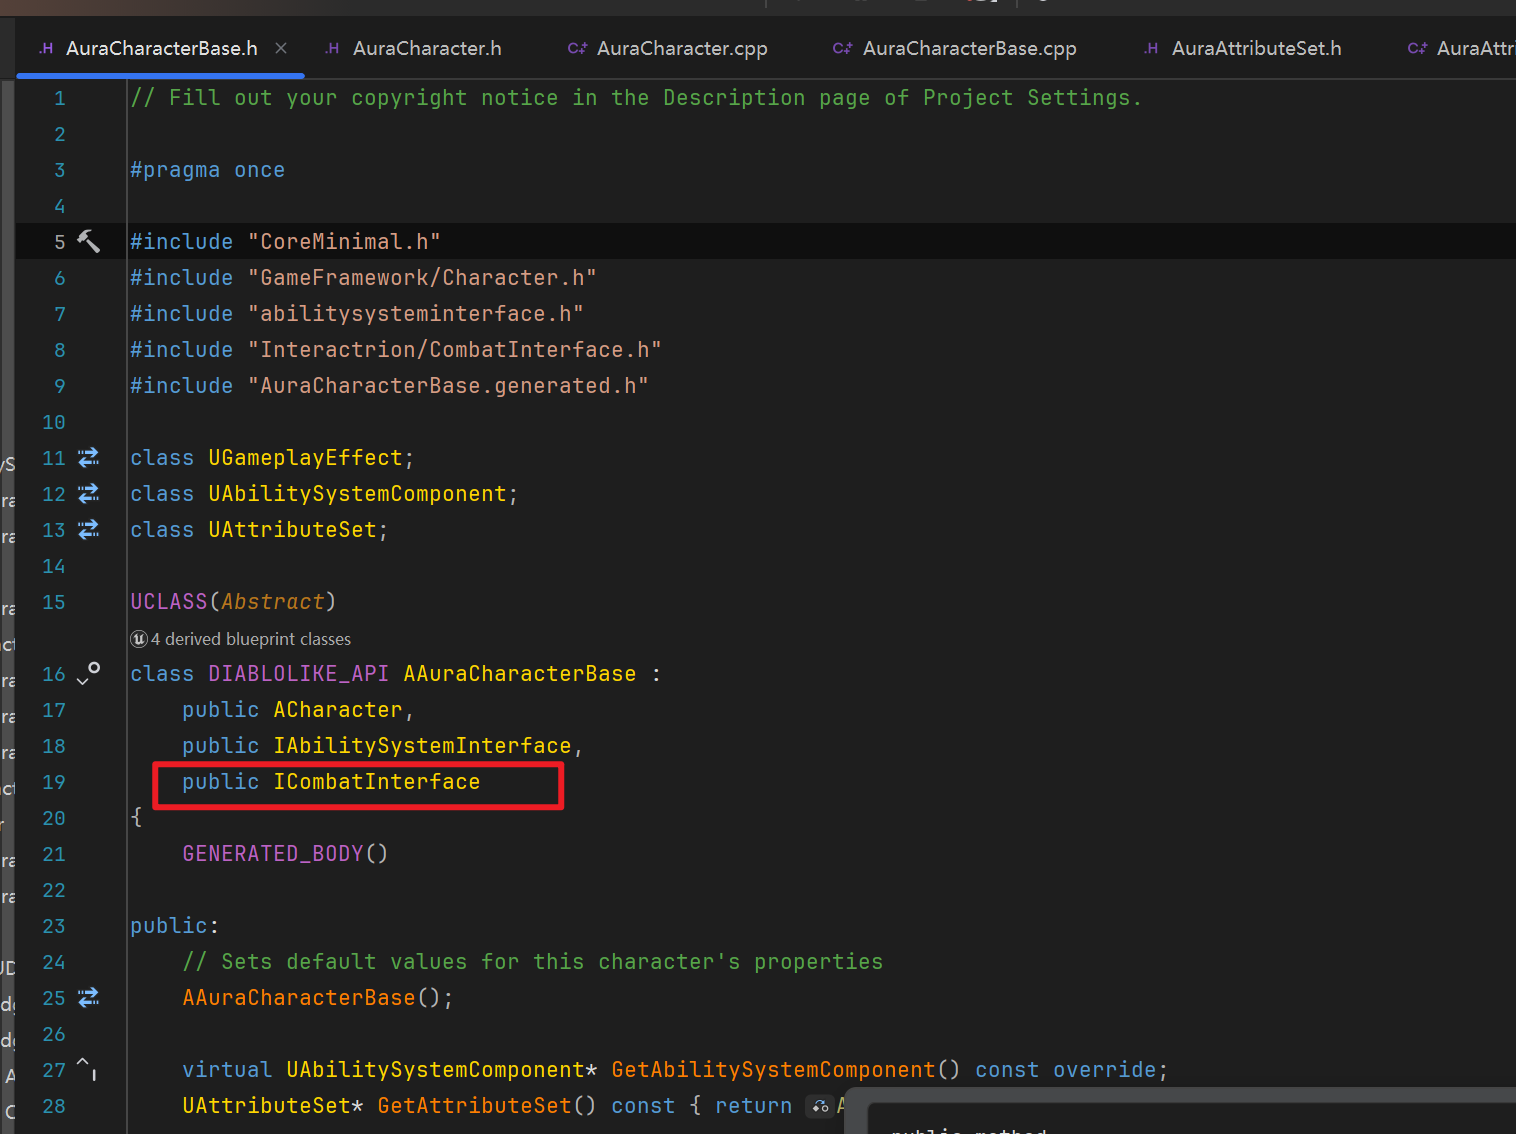 .H AuraCharacterBase.h × .H AuraCharacter.h C++ AuraCharacter.cpp C++ AuraCharacterBase.cpp .H AuraAttributeSet.h C++ AuraAttri
1 // Fill out your copyright notice in the Description page of Project Settings.
2
3 #pragma once
4
5 #include "CoreMinimal.h"
6 #include "GameFramework/Character.h"
7 #include "abilitysysteminterface.h"
8 #include "Interactrion/CombatInterface.h"
9 #include "AuraCharacterBase.generated.h"
10
11 class UGameplayEffect;
12 class UAbilitySystemComponent;
13 class UAttributeSet;
14
15 UCLASS(Abstract)
4 derived blueprint classes
16 class DIABLOLIKE_API AAuraCharacterBase :
17 public ACharacter,
18 public IAbilitySystemInterface,
19 public ICombatInterface
20 {
21 GENERATED_BODY()
22
23 public:
24 // Sets default values for this character's properties
25 AAuraCharacterBase();
26
27 virtual UAbilitySystemComponent* GetAbilitySystemComponent() const override;
28 UAttributeSet* GetAttributeSet() const { return A
public method